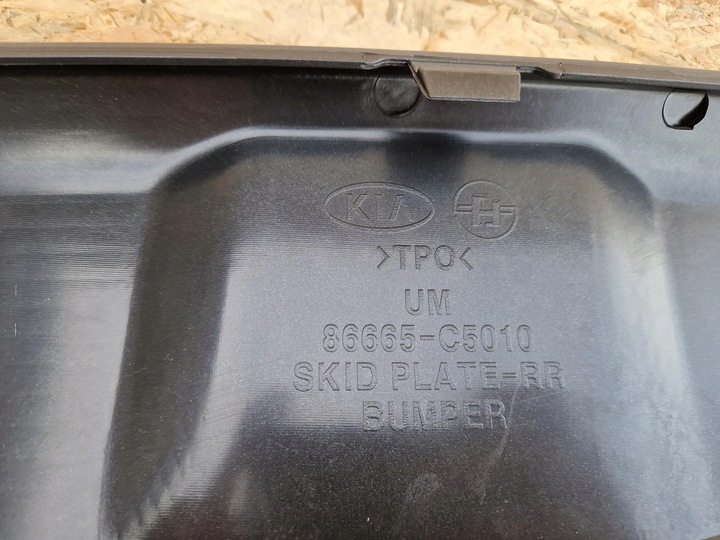 KIA H
>TPO<
UM
86665-C5010
SKID PLATE-RR
BUMPER